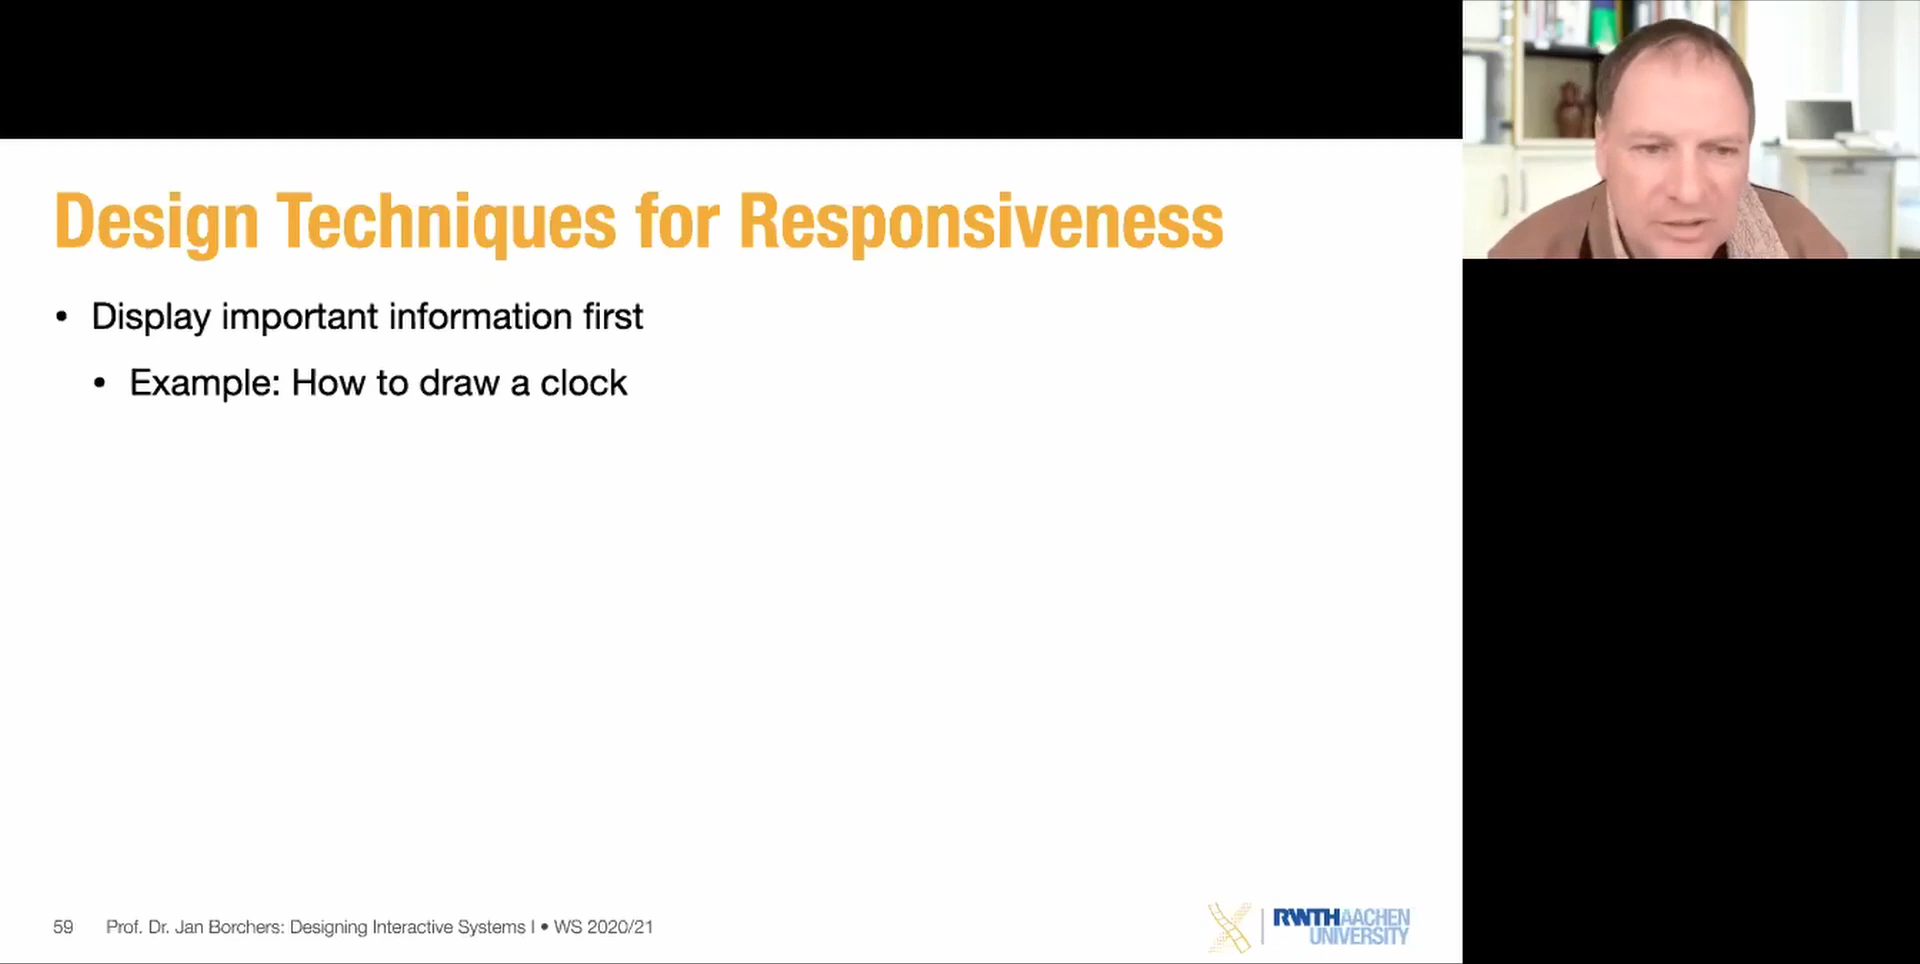 Design Techniques for Responsiveness
• Display important information first
• Example: How to draw a clock
59 Prof. Dr. Jan Borchers: Designing Interactive Systems I • WS 2020/21
RWTHAACHEN
UNIVERSITY